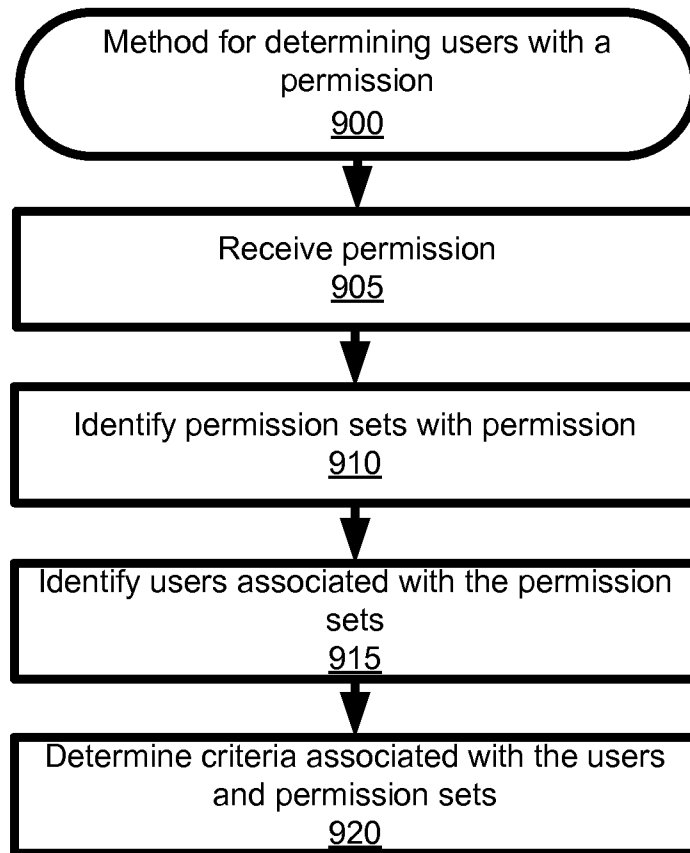 Method for determining users with a
permission
900
Receive permission
905
Identify permission sets with permission
910
Identify users associated with the permission
sets
915
Determine criteria associated with the users
and permission sets
920